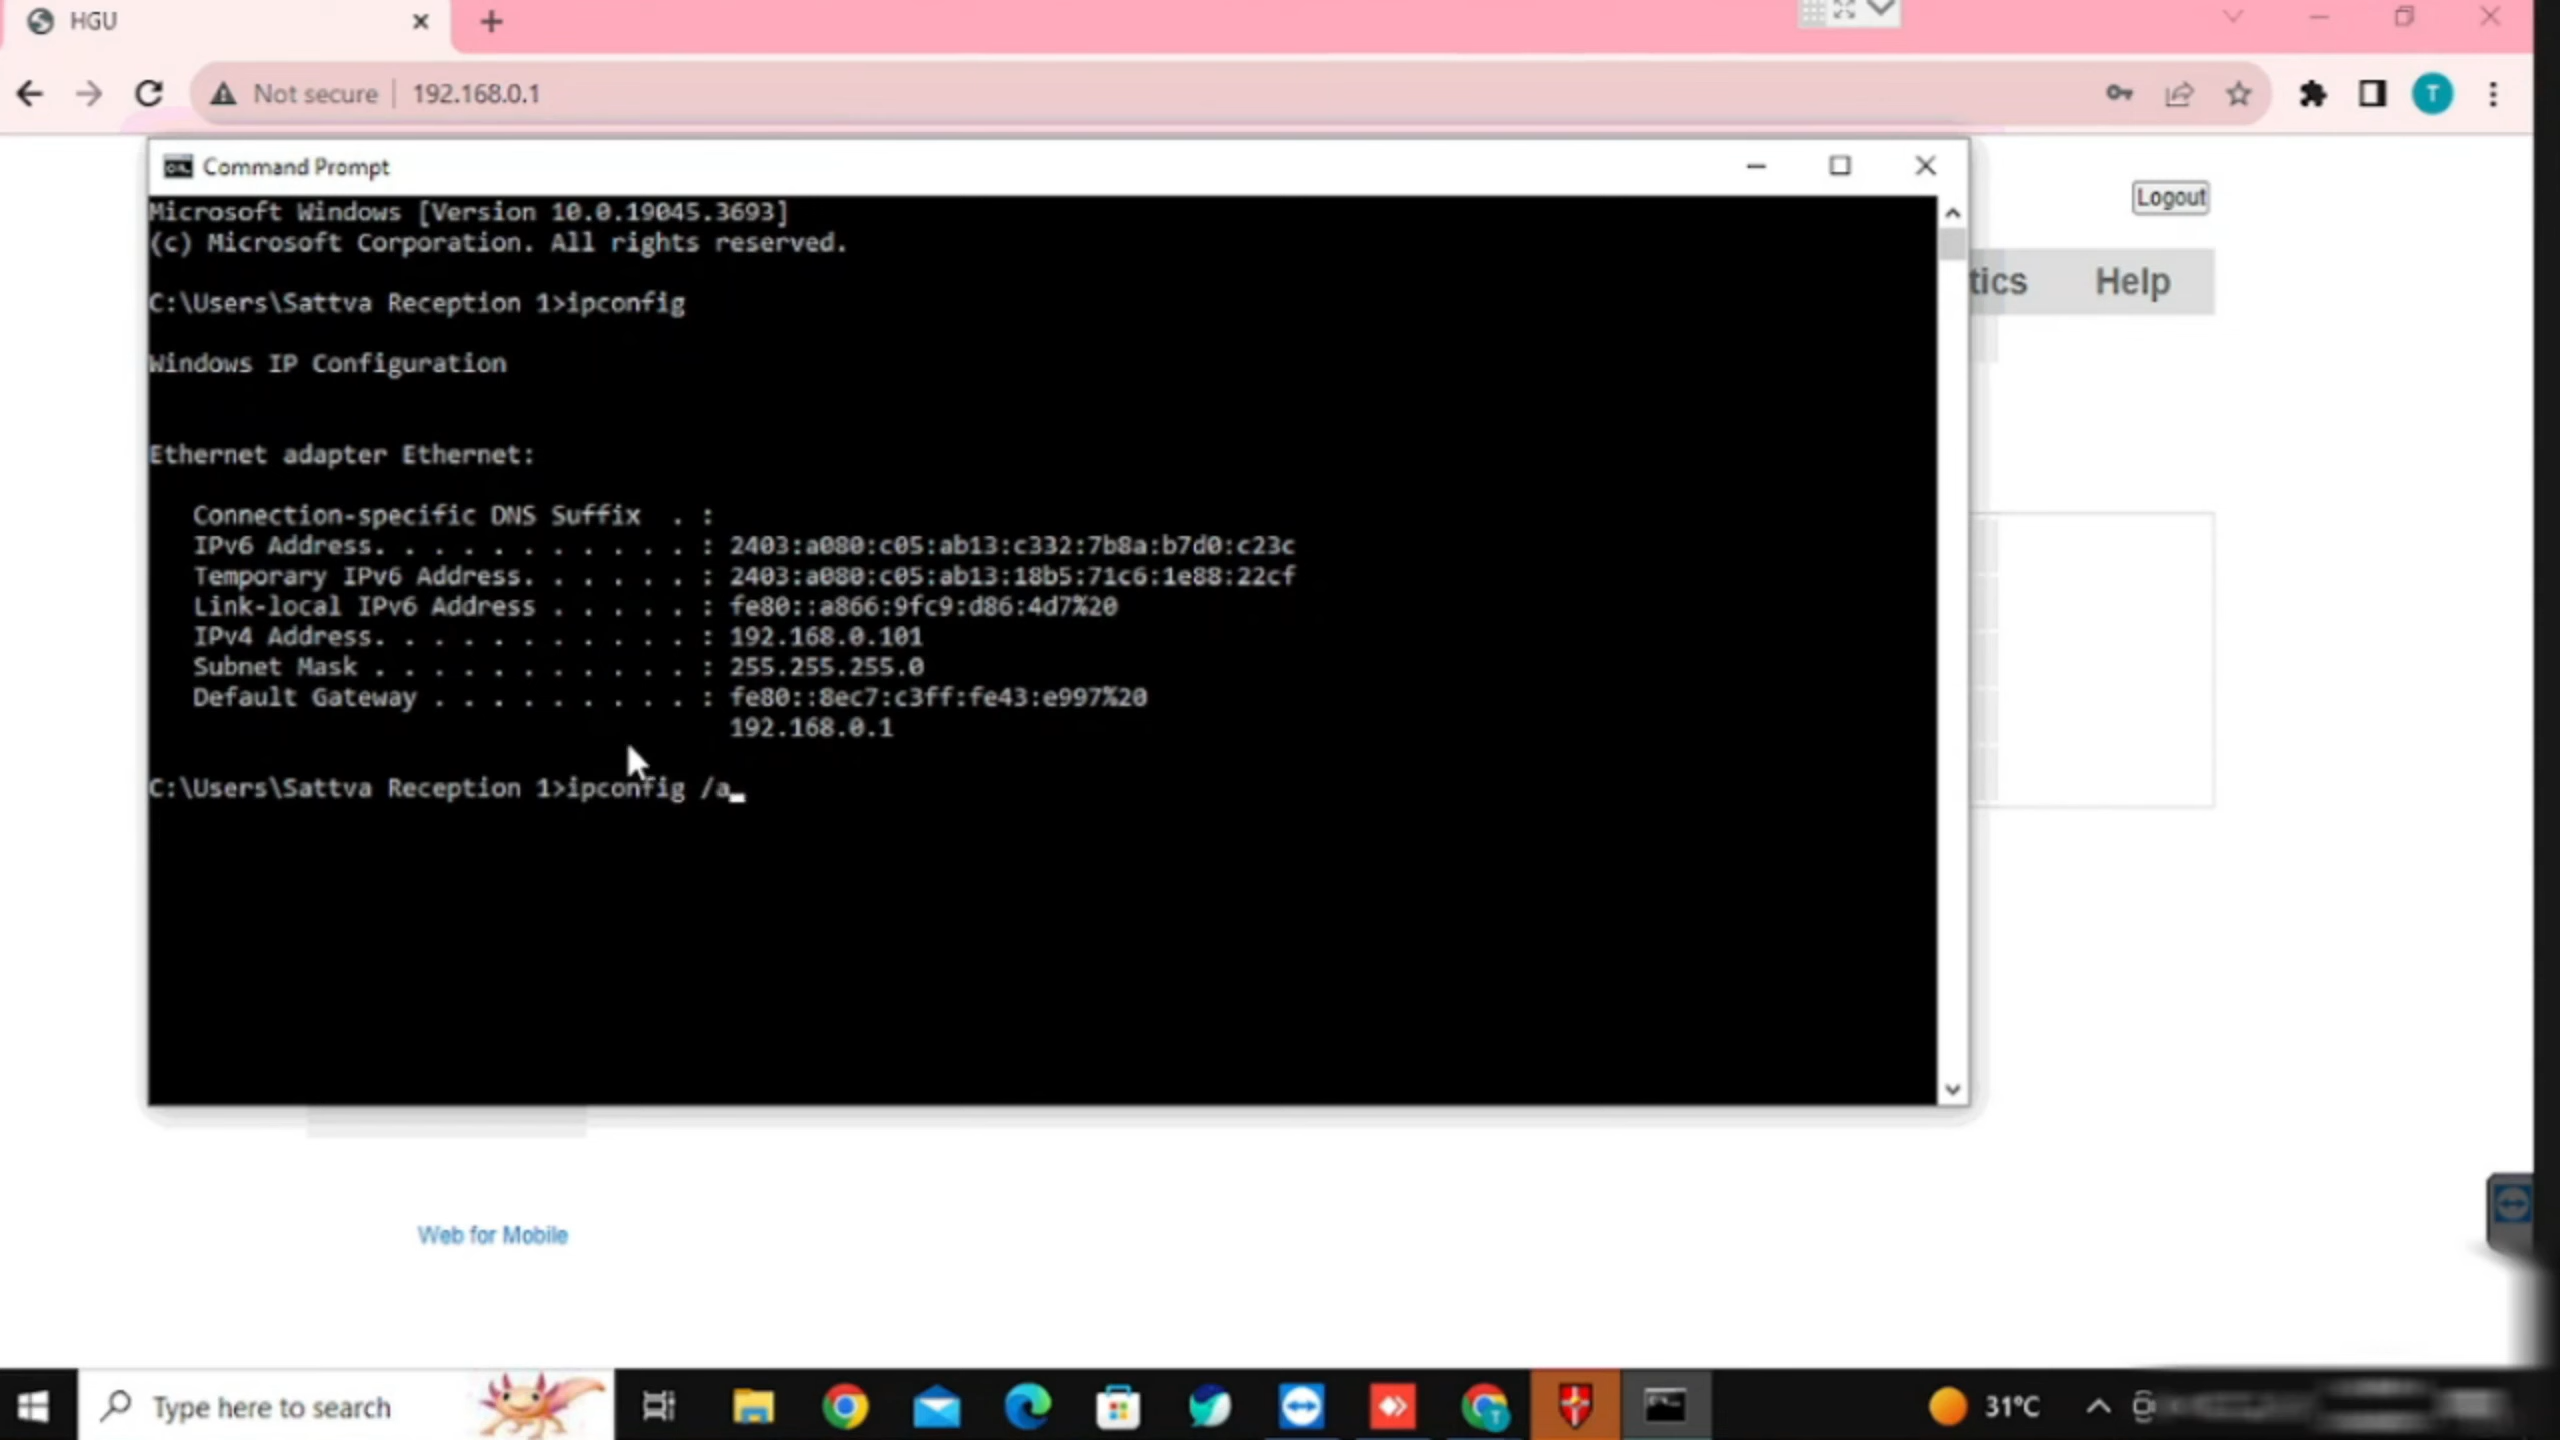 HGU
Not secure | 192.168.0.1
T
Command Prompt
Microsoft Windows [Version 10.0.19045.3693]
(c) Microsoft Corporation. All rights reserved.
C:\Users\Sattva Reception 1>ipconfig
Windows IP Configuration
Ethernet adapter Ethernet:
Connection-specific DNS Suffix . :
IPv6 Address. . . . . . . . . . . : 2403:a080:c05:ab13:c332:7b8a:b7d0:c23c
Temporary IPv6 Address. . . . . . : 2403:a080:c05:ab13:18b5:71c6:1e88:22cf
Link-local IPv6 Address . . . . . : fe80::a866:9fc9:d86:4d7%20
IPv4 Address. . . . . . . . . . . : 192.168.0.101
Subnet Mask . . . . . . . . . . . : 255.255.255.0
Default Gateway . . . . . . . . . : fe80::8ec7:c3ff:fe43:e997%20
192.168.0.1
C:\Users\Sattva Reception 1>ipconfig /a
Logout
tics Help
Web for Mobile
Type here to search
31°C